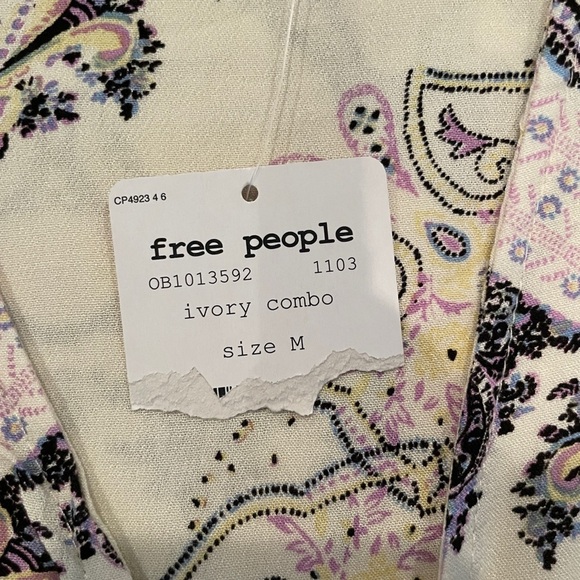 CP4923 4 6
free people
OB1013592 1103
ivory combo
size M